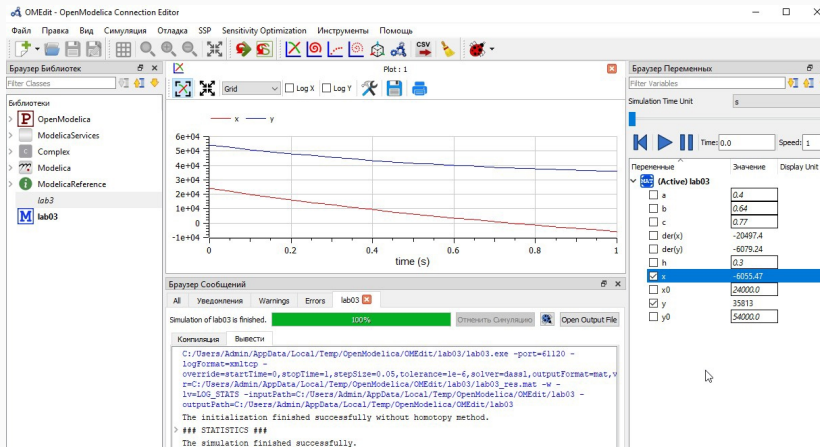 OMEdit - OpenModelica Connection Editor
Файл Правка Вид Симуляция Отладка SSP Sensitivity Optimization Инструменты Помощь
CSV
Браузер Библиотек
Filter Classes
Библиотеки
P OpenModelica
ModelicaServices
c Complex
Modelica
i ModelicaReference
lab3
M lab03
Plot : 1
Grid Log X Log Y
x y
6e+04
5e+04
4e+04
3e+04
2e+04
1e+04
0
-1e+04
0 0.2 0.4 0.6 0.8 1
time (s)
Браузер Сообщений
All Уведомления Warnings Errors lab03
Simulation of lab03 is finished. 100% Отменить Симуляцию Open Output File
Компиляция Вывести
C:/Users/Admin/AppData/Local/Temp/OpenModelica/OMEdit/lab03/lab03.exe -port=61120 -
logFormat=xmltcp -
override=startTime=0,stopTime=1,stepSize=0.05,tolerance=1e-6,solver=dassl,outputFormat=mat,v
r=C:/Users/Admin/AppData/Local/Temp/OpenModelica/OMEdit/lab03/lab03_res.mat -w -
lv=LOG_STATS -inputPath=C:/Users/Admin/AppData/Local/Temp/OpenModelica/OMEdit/lab03 -
outputPath=C:/Users/Admin/AppData/Local/Temp/OpenModelica/OMEdit/lab03
The initialization finished successfully without homotopy method.
### STATISTICS ###
The simulation finished successfully.
Браузер Переменных
Filter Variables
Simulation Time Unit s
Time: 0.0 Speed: 1
Переменные Значение Display Unit
MAT (Active) lab03
a 0.4
b 0.64
c 0.77
der(x) -20497.4
der(y) -6079.24
h 0.3
x -6055.47
x0 24000.0
y 35813
y0 54000.0